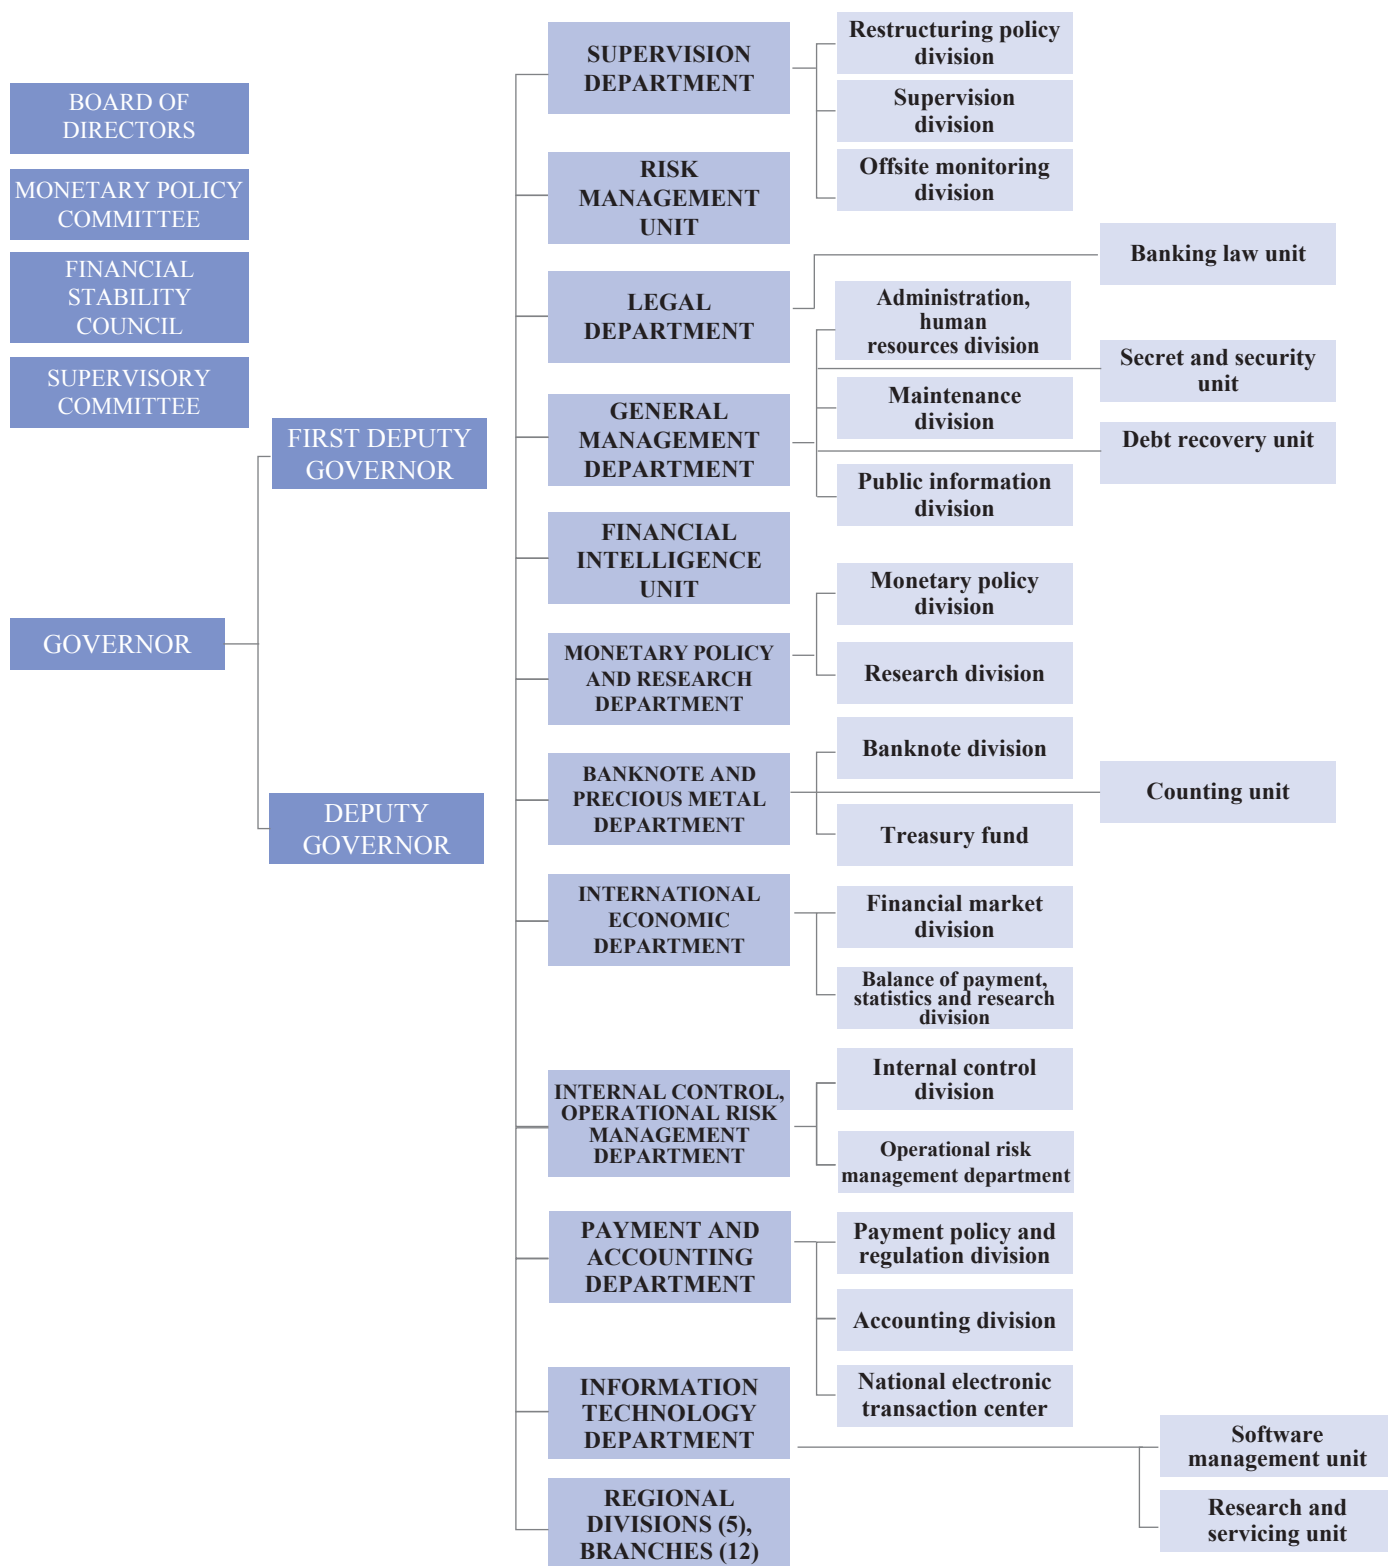 BOARD OF
DIRECTORS
MONETARY POLICY
COMMITTEE
FINANCIAL
STABILITY
COUNCIL
SUPERVISORY
COMMITTEE
GOVERNOR
FIRST DEPUTY
GOVERNOR
DEPUTY
GOVERNOR
SUPERVISION
DEPARTMENT
Restructuring policy
division
Supervision
division
Offsite monitoring
division
RISK
MANAGEMENT
UNIT
LEGAL
DEPARTMENT
Banking law unit
GENERAL
MANAGEMENT
DEPARTMENT
Administration,
human
resources division
Secret and security
unit
Maintenance
division
Debt recovery unit
Public information
division
FINANCIAL
INTELLIGENCE
UNIT
MONETARY POLICY
AND RESEARCH
DEPARTMENT
Monetary policy
division
Research division
BANKNOTE AND
PRECIOUS METAL
DEPARTMENT
Banknote division
Counting unit
Treasury fund
INTERNATIONAL
ECONOMIC
DEPARTMENT
Financial market
division
Balance of payment,
statistics and research
division
INTERNAL CONTROL,
OPERATIONAL RISK
MANAGEMENT
DEPARTMENT
Internal control
division
Operational risk
management department
PAYMENT AND
ACCOUNTING
DEPARTMENT
Payment policy and
regulation division
Accounting division
National electronic
transaction center
INFORMATION
TECHNOLOGY
DEPARTMENT
Software
management unit
Research and
servicing unit
REGIONAL
DIVISIONS (5),
BRANCHES (12)